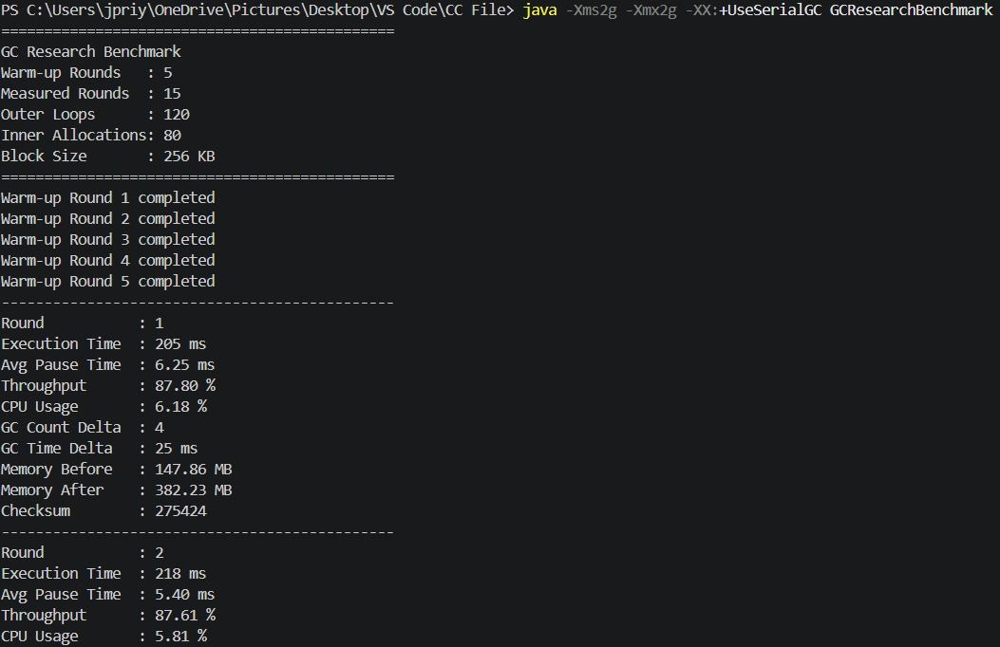 PS C:\Users\jpriy\OneDrive\Pictures\Desktop\VS Code\CC File> java -Xms2g -Xmx2g -XX:+UseSerialGC GCResearchBenchmark
==============================================
GC Research Benchmark
Warm-up Rounds   : 5
Measured Rounds  : 15
Outer Loops      : 120
Inner Allocations: 80
Block Size       : 256 KB
==============================================
Warm-up Round 1 completed
Warm-up Round 2 completed
Warm-up Round 3 completed
Warm-up Round 4 completed
Warm-up Round 5 completed
----------------------------------------------
Round           : 1
Execution Time  : 205 ms
Avg Pause Time  : 6.25 ms
Throughput      : 87.80 %
CPU Usage       : 6.18 %
GC Count Delta  : 4
GC Time Delta   : 25 ms
Memory Before   : 147.86 MB
Memory After    : 382.23 MB
Checksum        : 275424
----------------------------------------------
Round           : 2
Execution Time  : 218 ms
Avg Pause Time  : 5.40 ms
Throughput      : 87.61 %
CPU Usage       : 5.81 %